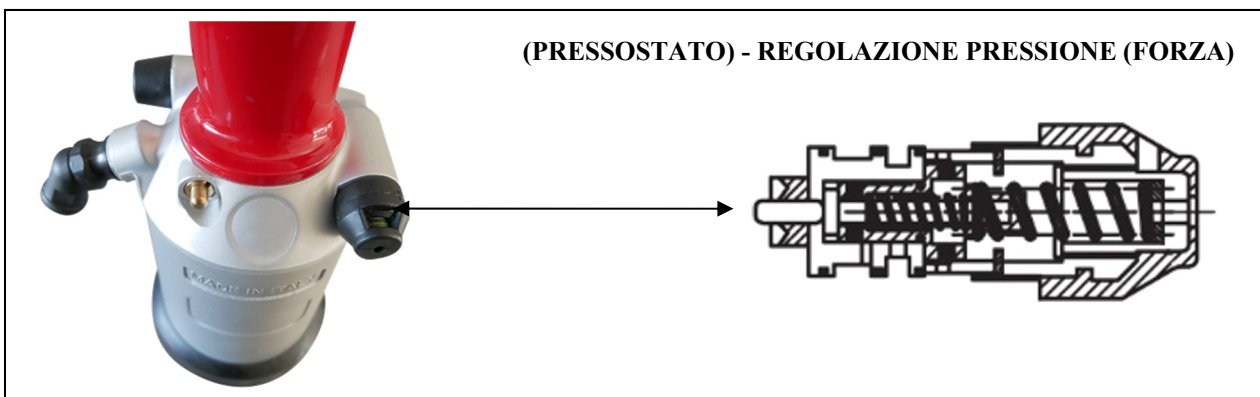 (PRESSOSTATO) - REGOLAZIONE PRESSIONE (FORZA)
MADE IN ITALY